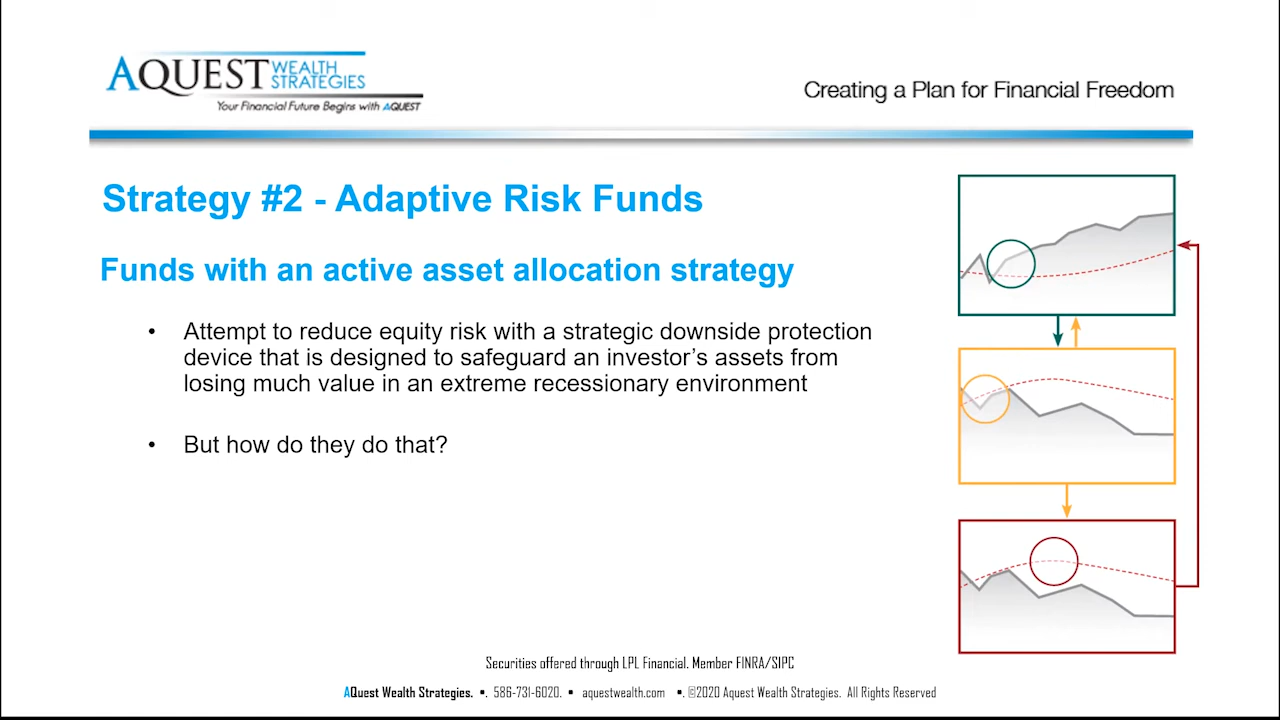 AQUEST WEALTH STRATEGIES
Your Financial Future Begins with AQUEST
Creating a Plan for Financial Freedom
Strategy #2 - Adaptive Risk Funds
Funds with an active asset allocation strategy
• Attempt to reduce equity risk with a strategic downside protection
device that is designed to safeguard an investor’s assets from
losing much value in an extreme recessionary environment
• But how do they do that?
Securities offered through LPL Financial. Member FINRA/SIPC
AQuest Wealth Strategies. •. 586-731-6020. • aquestwealth.com •. ©2020 Aquest Wealth Strategies. All Rights Reserved